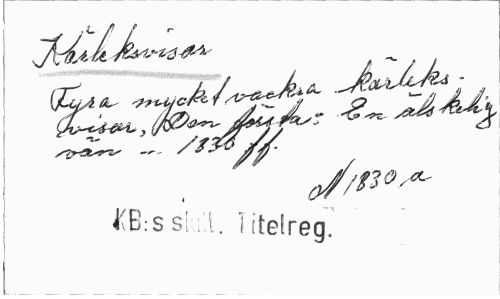 Kärleksvisor
Fyra mycket vackra kärleks-
visor, Den första: En älskelig
vän ... 1830 ff.
N 1830 a
KB:s skill. Titelreg.